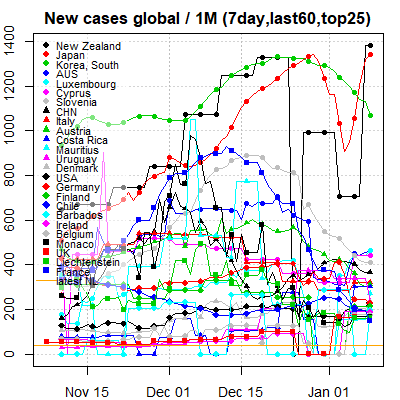 New cases global / 1M (7day,last60,top25)
1400
1200
1000
800
600
400
200
0
New Zealand
Japan
Korea, South
AUS
Luxembourg
Cyprus
Slovenia
CHN
Italy
Austria
Costa Rica
Mauritius
Uruguay
Denmark
USA
Germany
Finland
Chile
Barbados
Ireland
Belgium
Monaco
UK
Liechtenstein
France
latest NL
Nov 15
Dec 01
Dec 15
Jan 01